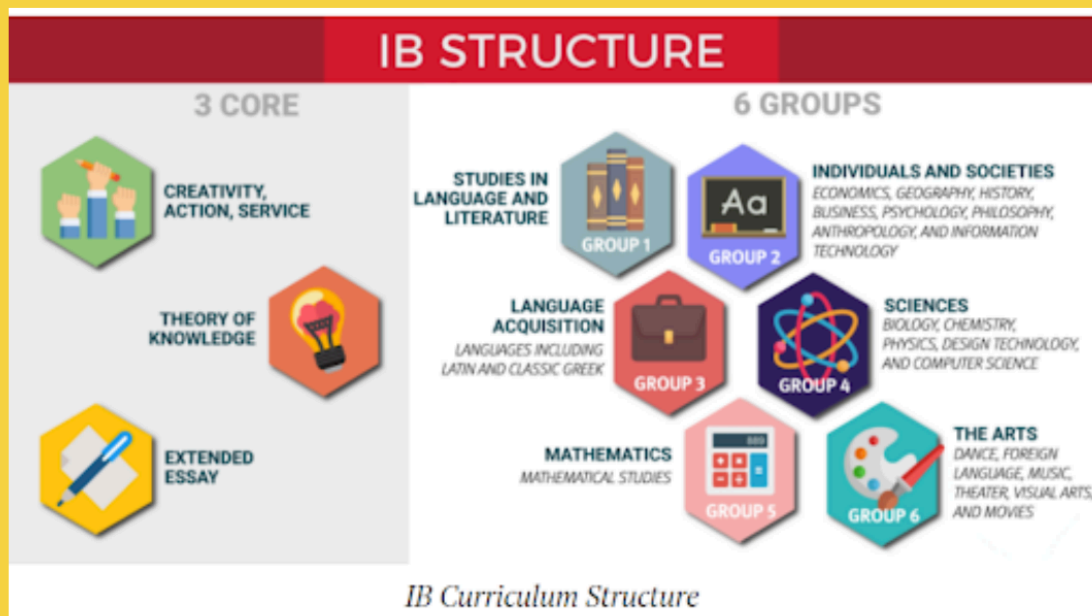 IB STRUCTURE
3 CORE
CREATIVITY,
ACTION, SERVICE
THEORY OF
KNOWLEDGE
EXTENDED
ESSAY
6 GROUPS
STUDIES IN
LANGUAGE AND
LITERATURE
GROUP 1
Aa
GROUP 2
INDIVIDUALS AND SOCIETIES
ECONOMICS, GEOGRAPHY, HISTORY,
BUSINESS, PSYCHOLOGY, PHILOSOPHY,
ANTHROPOLOGY, AND INFORMATION
TECHNOLOGY
LANGUAGE
ACQUISITION
LANGUAGES INCLUDING
LATIN AND CLASSIC GREEK
GROUP 3
GROUP 4
SCIENCES
BIOLOGY, CHEMISTRY,
PHYSICS, DESIGN TECHNOLOGY,
AND COMPUTER SCIENCE
MATHEMATICS
MATHEMATICAL STUDIES
889
GROUP 5
GROUP 6
THE ARTS
DANCE, FOREIGN
LANGUAGE, MUSIC,
THEATER, VISUAL ARTS,
AND MOVIES
IB Curriculum Structure